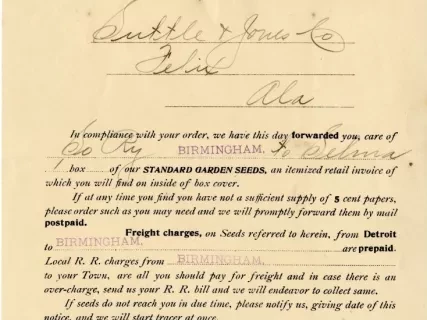 Suttle & Jones Co
Felix
Ala
In compliance with your order, we have this day forwarded you, care of
So Ry BIRMINGHAM. to Selma
box of our STANDARD GARDEN SEEDS, an itemized retail invoice of
which you will find on inside of box cover.
If at any time you find you have not a sufficient supply of 5 cent papers,
please order such as you may need and we will promptly forward them by mail
postpaid.
Freight charges, on Seeds referred to herein, from Detroit
to BIRMINGHAM. are prepaid.
Local R. R. charges from BIRMINGHAM.
to your Town, are all you should pay for freight and in case there is an
over-charge, send us your R. R. bill and we will endeavor to collect same.
If seeds do not reach you in due time, please notify us, giving date of this
notice, and we will start tracer at once.